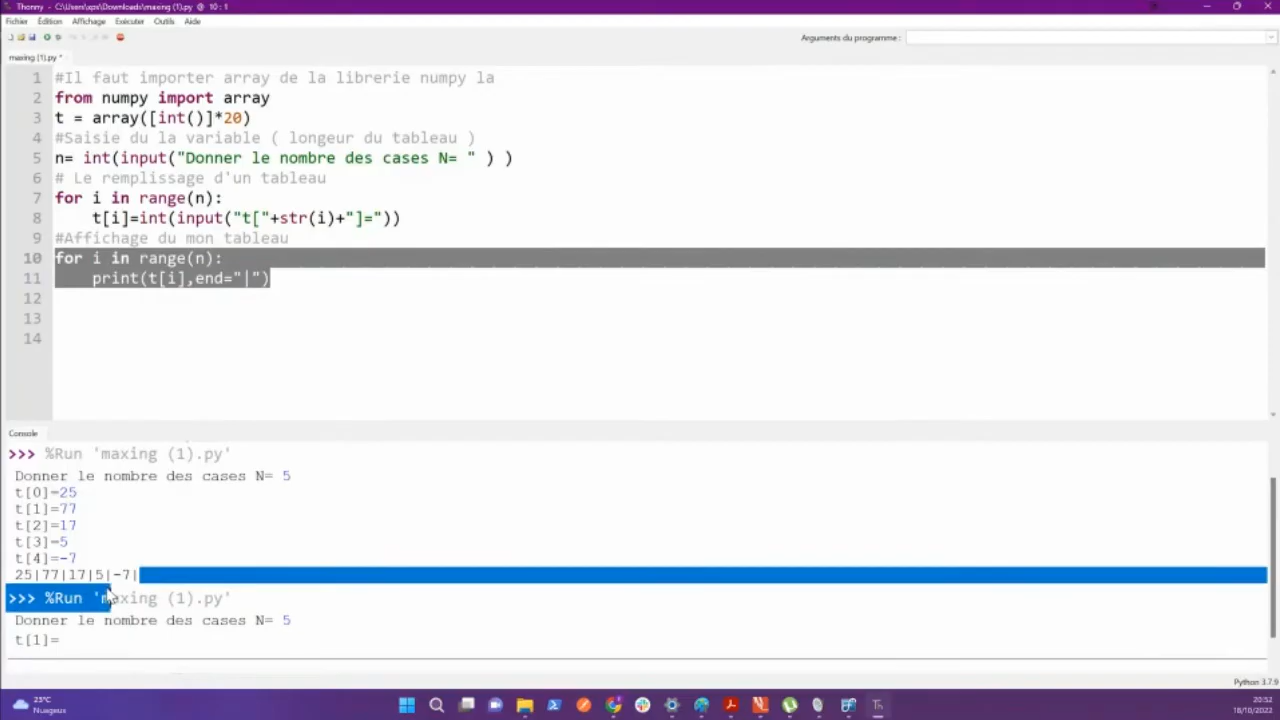 Thonny - C:\Users\xps\Downloads\maxing (1).py @ 10 : 1
Fichier Édition Affichage Exécuter Outils Aide
Arguments du programme :
maxing (1).py *
1 #Il faut importer array de la librerie numpy la
2 from numpy import array
3 t = array([int()]*20)
4 #Saisie du la variable ( longeur du tableau )
5 n= int(input("Donner le nombre des cases N= " ) )
6 # Le remplissage d'un tableau
7 for i in range(n):
8 t[i]=int(input("t["+str(i)+"]="))
9 #Affichage du mon tableau
10 for i in range(n):
11 print(t[i],end="|")
12
13
14
Console
>>> %Run 'maxing (1).py'
Donner le nombre des cases N= 5
t[0]=25
t[1]=77
t[2]=17
t[3]=5
t[4]=-7
25|77|17|5|-7|
>>> %Run 'maxing (1).py'
Donner le nombre des cases N= 5
t[1]=
Python 3.7.9
25°C
Nuageux
20:52
18/10/2022